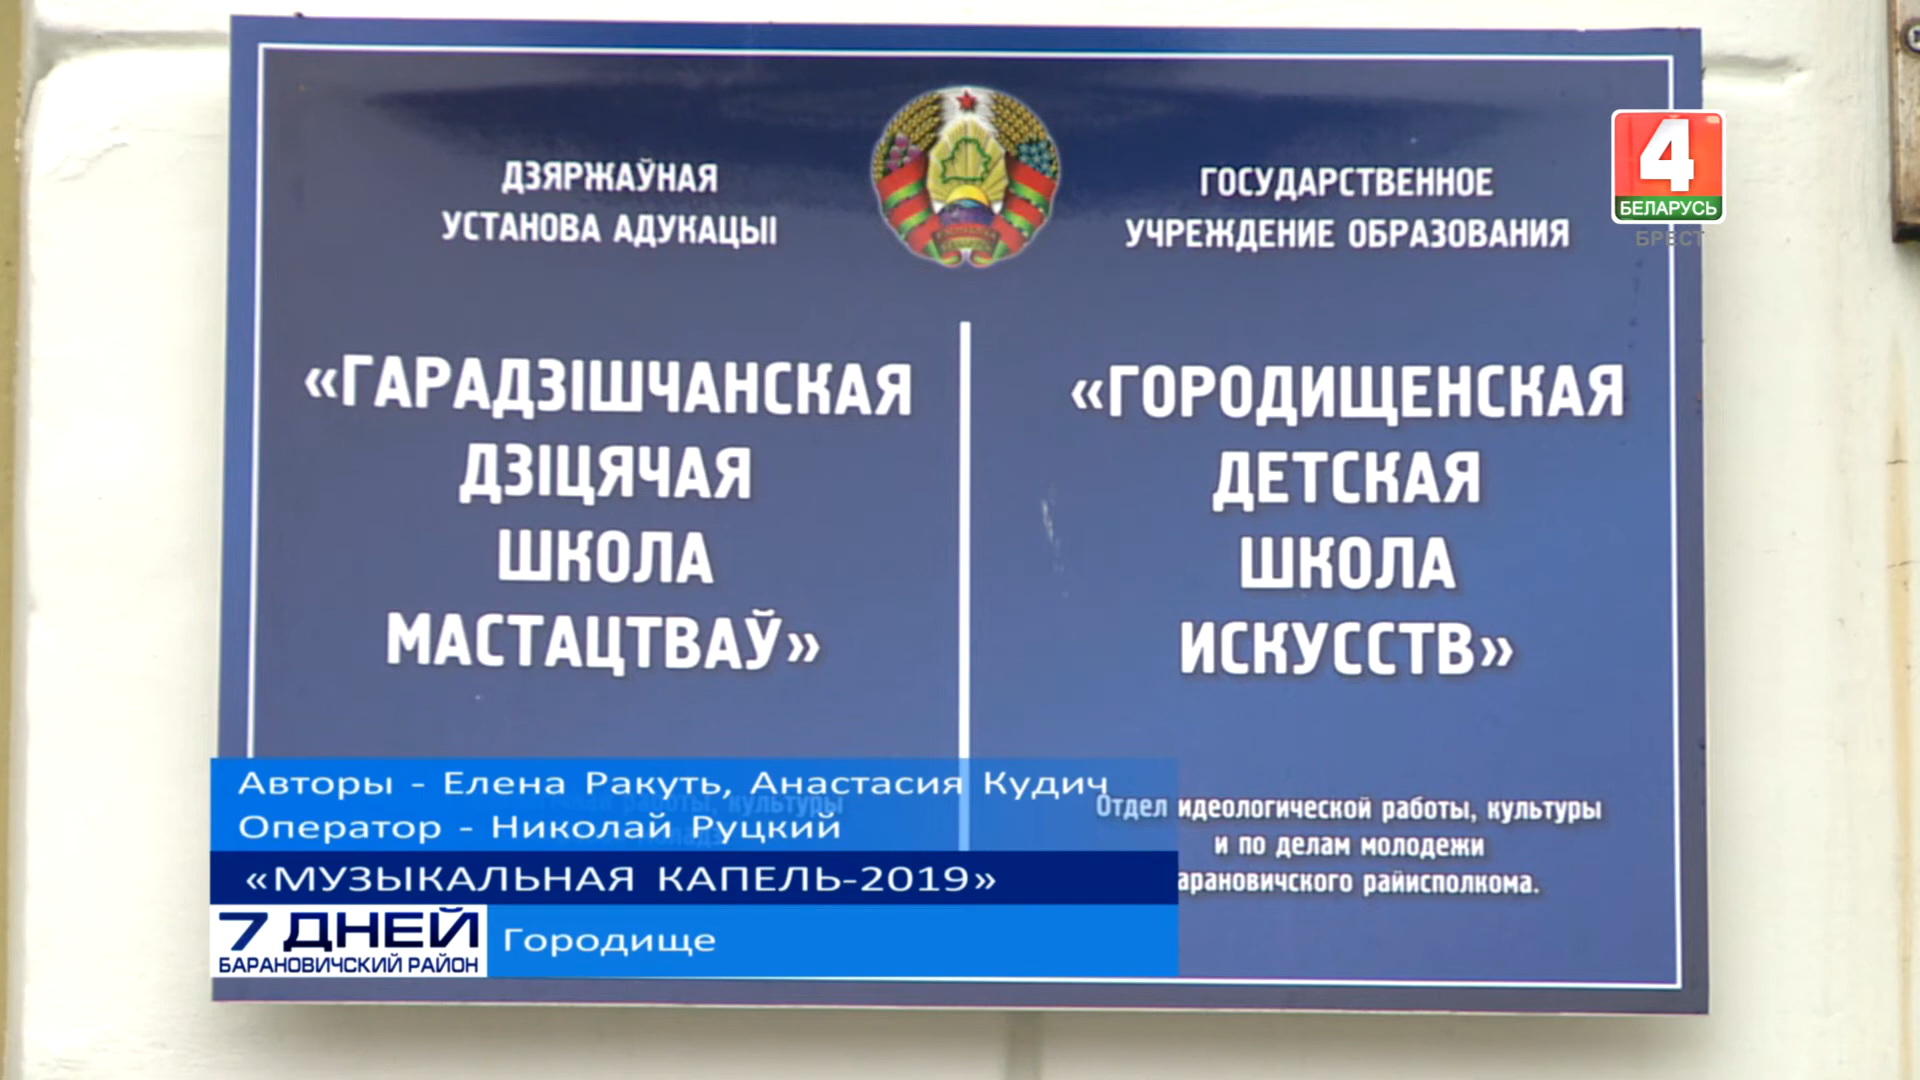 ДЗЯРЖАЎНАЯ
УСТАНОВА АДУКАЦЫІ
«ГАРАДЗІШЧАНСКАЯ
ДЗІЦЯЧАЯ
ШКОЛА
МАСТАЦТВАЎ»
ГОСУДАРСТВЕННОЕ
УЧРЕЖДЕНИЕ ОБРАЗОВАНИЯ
«ГОРОДИЩЕНСКАЯ
ДЕТСКАЯ
ШКОЛА
ИСКУССТВ»
Отдел идеологической работы, культуры
и по делам молодежи
арановичского райисполкома.
4
БЕЛАРУСЬ
БРЕСТ
Авторы - Елена Ракуть, Анастасия Кудич
Оператор - Николай Руцкий
«МУЗЫКАЛЬНАЯ КАПЕЛЬ-2019»
7 ДНЕЙ
БАРАНОВИЧСКИЙ РАЙОН
Городище